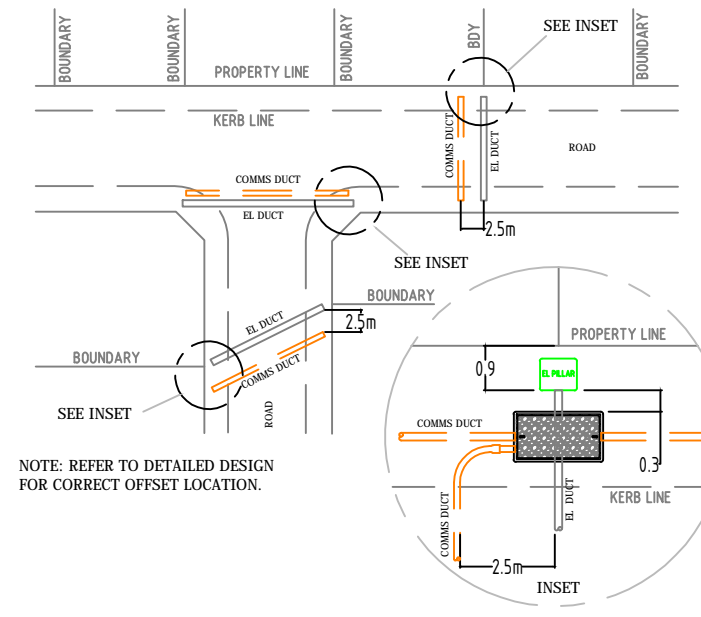 BOUNDARY
BOUNDARY
BOUNDARY
BDY
SEE INSET
BOUNDARY
PROPERTY LINE
KERB LINE
COMMS DUCT
EL DUCT
ROAD
COMMS DUCT
EL DUCT
2.5m
SEE INSET
BOUNDARY
EL DUCT
2.5m
BOUNDARY
COMMS DUCT
SEE INSET
ROAD
PROPERTY LINE
0.9
EL PILLAR
COMMS DUCT
0.3
NOTE: REFER TO DETAILED DESIGN
FOR CORRECT OFFSET LOCATION.
KERB LINE
EL DUCT
COMMS DUCT
2.5m
INSET